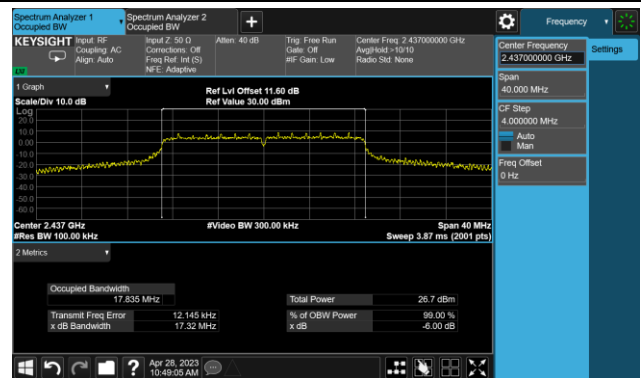 Spectrum Analyzer 1
Occupied BW
Spectrum Analyzer 2
Occupied BW
+
Frequency
KEYSIGHT
Input: RF
Coupling: AC
Align: Auto
Input Z: 50 Ω
Corrections: Off
Freq Ref: Int (S)
NFE: Adaptive
Atten: 40 dB
Trig: Free Run
Gate: Off
#IF Gain: Low
Center Freq: 2.437000000 GHz
Avg|Hold:>10/10
Radio Std: None
Center Frequency
2.437000000 GHz
Settings
Span
40.000 MHz
CF Step
4.000000 MHz
Auto
Man
Freq Offset
0 Hz
1 Graph
Scale/Div 10.0 dB
Ref Lvl Offset 11.60 dB
Ref Value 30.00 dBm
Log
20.0
10.0
0.00
-10.0
-20.0
-30.0
-40.0
-50.0
-60.0
Center 2.437 GHz
#Res BW 100.00 kHz
#Video BW 300.00 kHz
Span 40 MHz
Sweep 3.87 ms (2001 pts)
2 Metrics
Occupied Bandwidth
17.835 MHz
Total Power 26.7 dBm
Transmit Freq Error 12.145 kHz
% of OBW Power 99.00 %
x dB Bandwidth 17.32 MHz
x dB -6.00 dB
?
Apr 28, 2023
10:49:05 AM